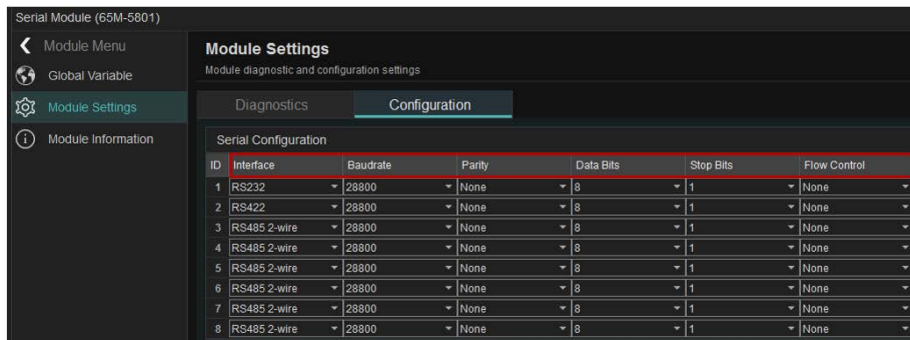 Serial Module (65M-5801)
Module Menu
Global Variable
Module Settings
Module Information
Module Settings
Module diagnostic and configuration settings
Diagnostics Configuration
Serial Configuration
ID Interface Baudrate Parity Data Bits Stop Bits Flow Control
1 RS232 28800 None 8 1 None
2 RS422 28800 None 8 1 None
3 RS485 2-wire 28800 None 8 1 None
4 RS485 2-wire 28800 None 8 1 None
5 RS485 2-wire 28800 None 8 1 None
6 RS485 2-wire 28800 None 8 1 None
7 RS485 2-wire 28800 None 8 1 None
8 RS485 2-wire 28800 None 8 1 None